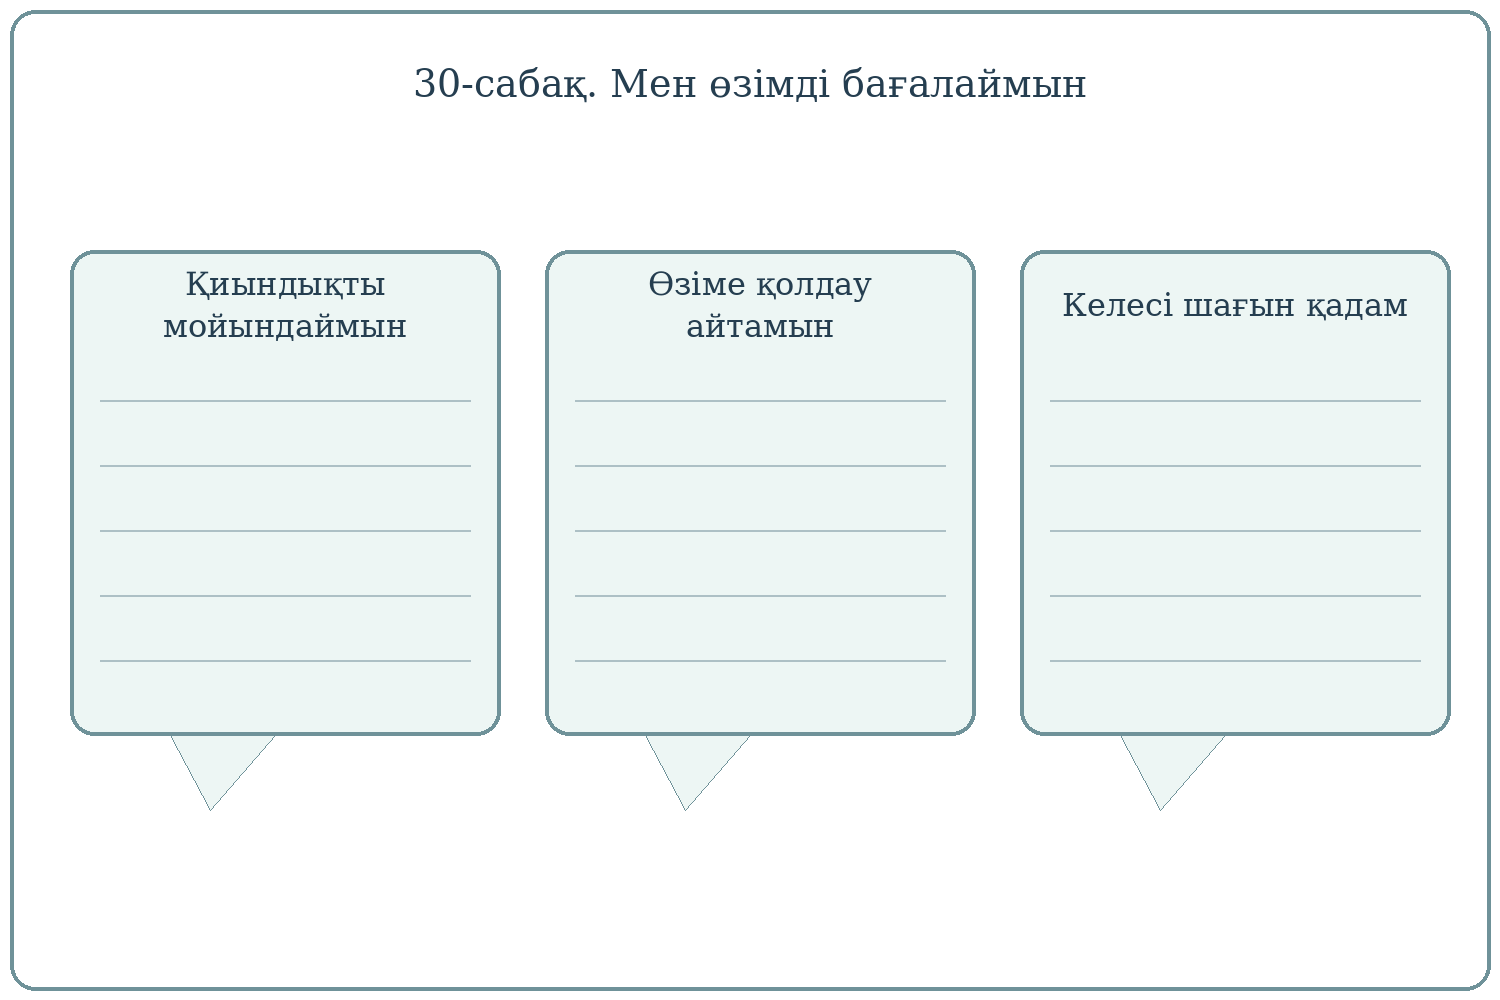 30-сабақ. Мен өзімді бағалаймын
Қиындықты
мойындаймын
Өзіме қолдау
айтамын
Келесі шағын қадам